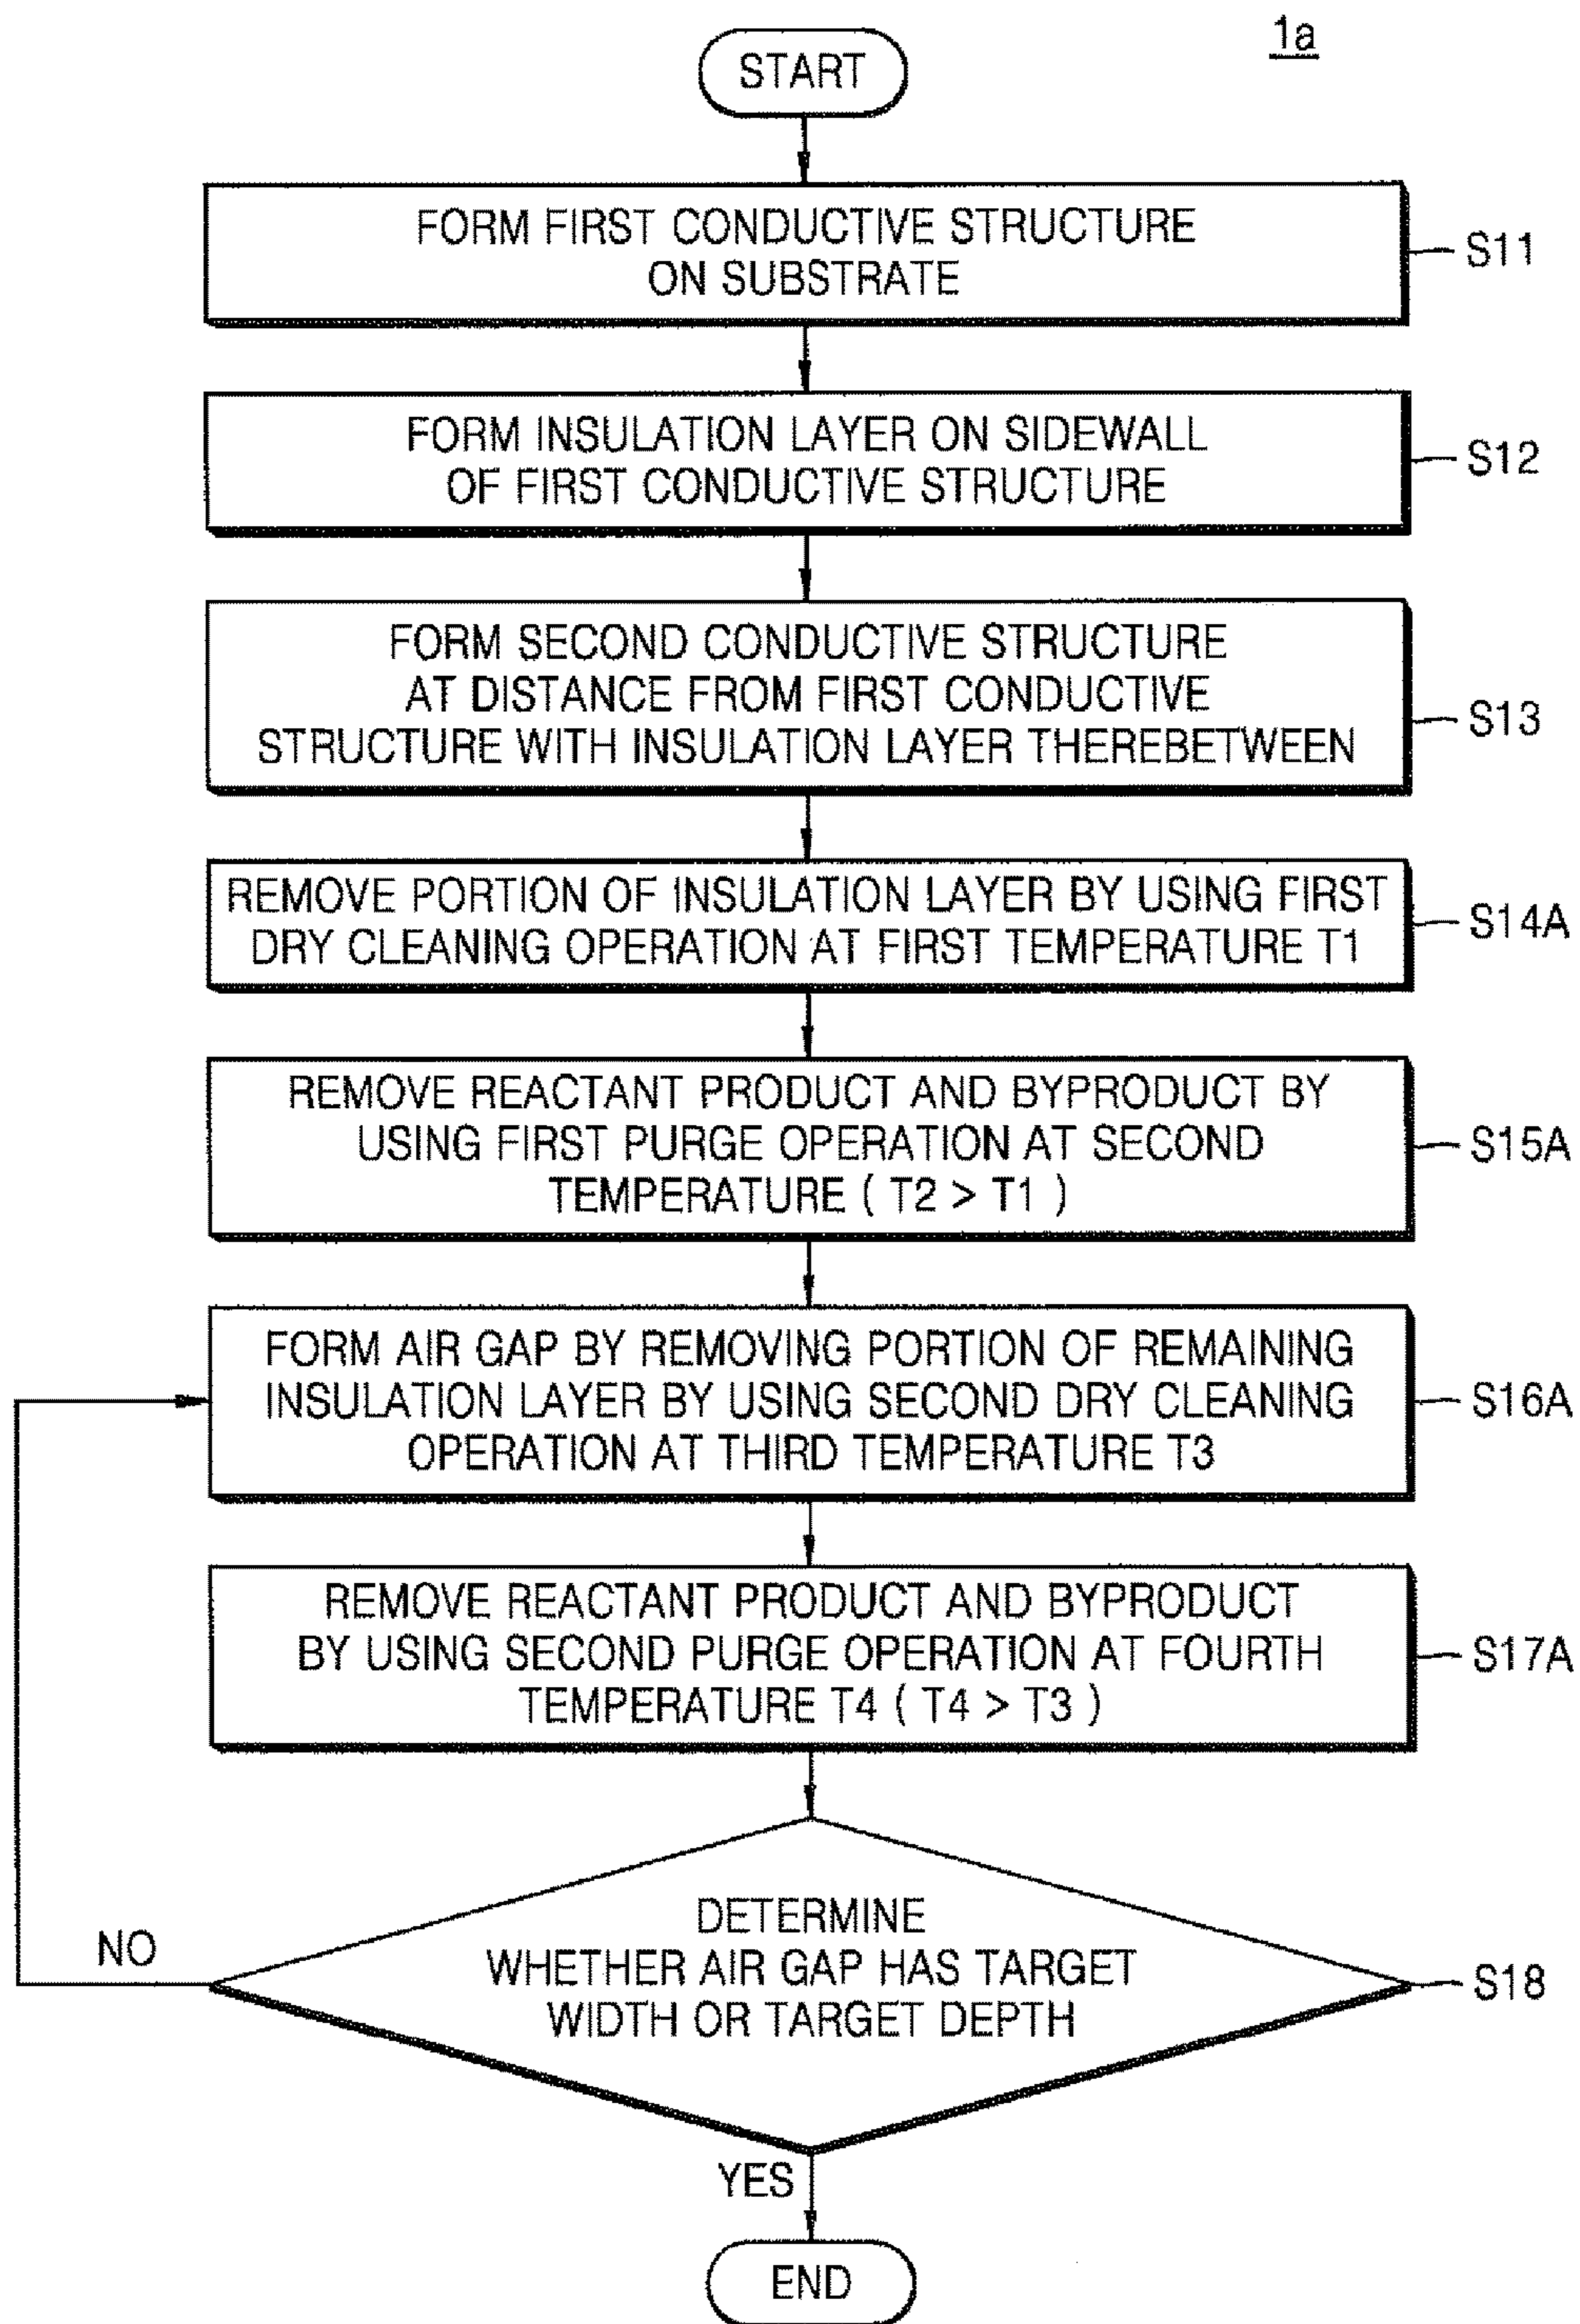 1a
START
FORM FIRST CONDUCTIVE STRUCTURE
ON SUBSTRATE
S11
FORM INSULATION LAYER ON SIDEWALL
OF FIRST CONDUCTIVE STRUCTURE
S12
FORM SECOND CONDUCTIVE STRUCTURE
AT DISTANCE FROM FIRST CONDUCTIVE
STRUCTURE WITH INSULATION LAYER THEREBETWEEN
S13
REMOVE PORTION OF INSULATION LAYER BY USING FIRST
DRY CLEANING OPERATION AT FIRST TEMPERATURE T1
S14A
REMOVE REACTANT PRODUCT AND BYPRODUCT BY
USING FIRST PURGE OPERATION AT SECOND
TEMPERATURE ( T2 > T1 )
S15A
FORM AIR GAP BY REMOVING PORTION OF REMAINING
INSULATION LAYER BY USING SECOND DRY CLEANING
OPERATION AT THIRD TEMPERATURE T3
S16A
REMOVE REACTANT PRODUCT AND BYPRODUCT
BY USING SECOND PURGE OPERATION AT FOURTH
TEMPERATURE T4 ( T4 > T3 )
S17A
DETERMINE
WHETHER AIR GAP HAS TARGET
WIDTH OR TARGET DEPTH
S18
NO
YES
END